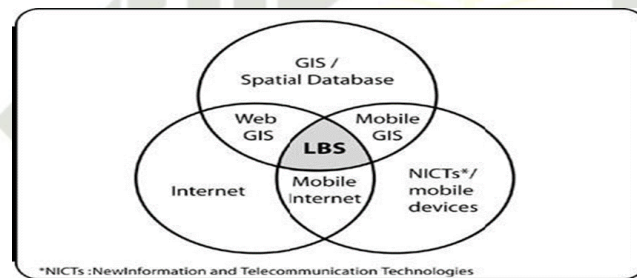 GIS /
Spatial Database
Web
GIS
Mobile
GIS
LBS
Internet
Mobile
Internet
NICTs*/
mobile
devices
*NICTs :NewInformation and Telecommunication Technologies